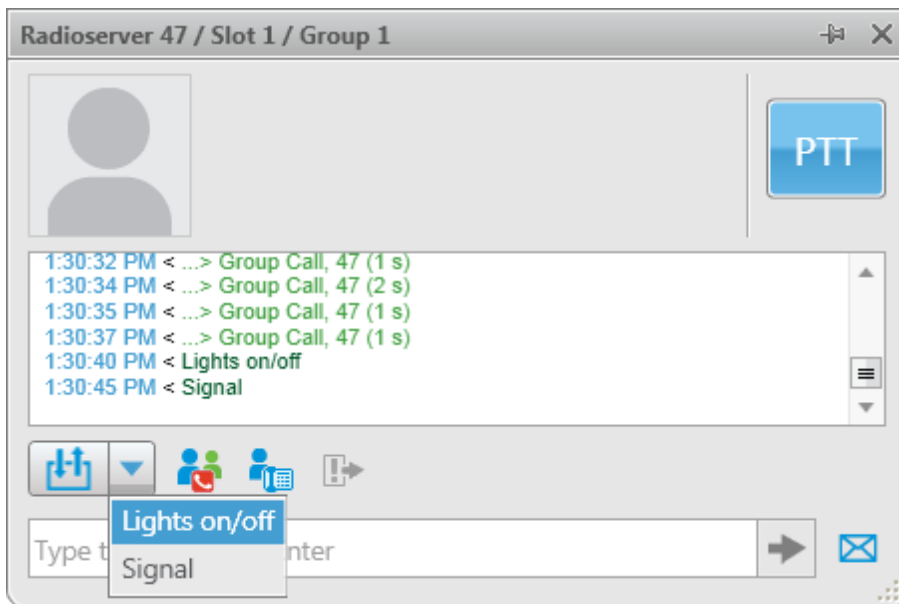 Radioserver 47 / Slot 1 / Group 1
PTT
1:30:32 PM < ...> Group Call, 47 (1 s)
1:30:34 PM < ...> Group Call, 47 (2 s)
1:30:35 PM < ...> Group Call, 47 (1 s)
1:30:37 PM < ...> Group Call, 47 (1 s)
1:30:40 PM < Lights on/off
1:30:45 PM < Signal
Lights on/off
Signal
Type t nter